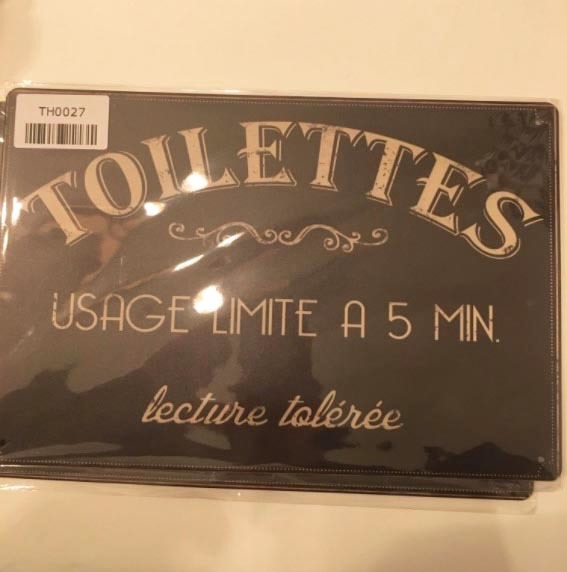 TH0027
TOILETTES
USAGE LIMITE A 5 MIN.
lecture tolérée